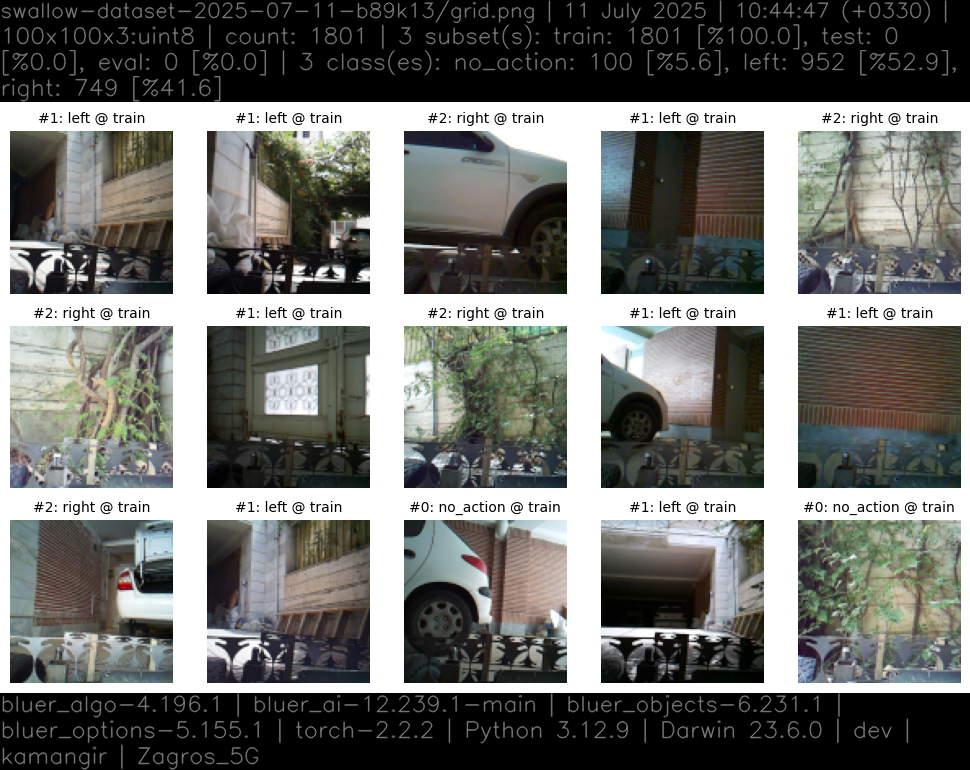 swallow-dataset-2025-07-11-b89k13/grid.png | 11 July 2025 | 10:44:47 (+0330) |
100x100x3:uint8 | count: 1801 | 3 subset(s): train: 1801 [%100.0], test: 0
[%0.0], eval: 0 [%0.0] | 3 class(es): no_action: 100 [%5.6], left: 952 [%52.9],
right: 749 [%41.6]
#1: left @ train #1: left @ train #2: right @ train #1: left @ train #2: right @ train
#2: right @ train #1: left @ train #2: right @ train #1: left @ train #1: left @ train
#2: right @ train #1: left @ train #0: no_action @ train #1: left @ train #0: no_action @ train
bluer_algo-4.196.1 | bluer_ai-12.239.1-main | bluer_objects-6.231.1 |
bluer_options-5.155.1 | torch-2.2.2 | Python 3.12.9 | Darwin 23.6.0 | dev |
kamangir | Zagros_5G